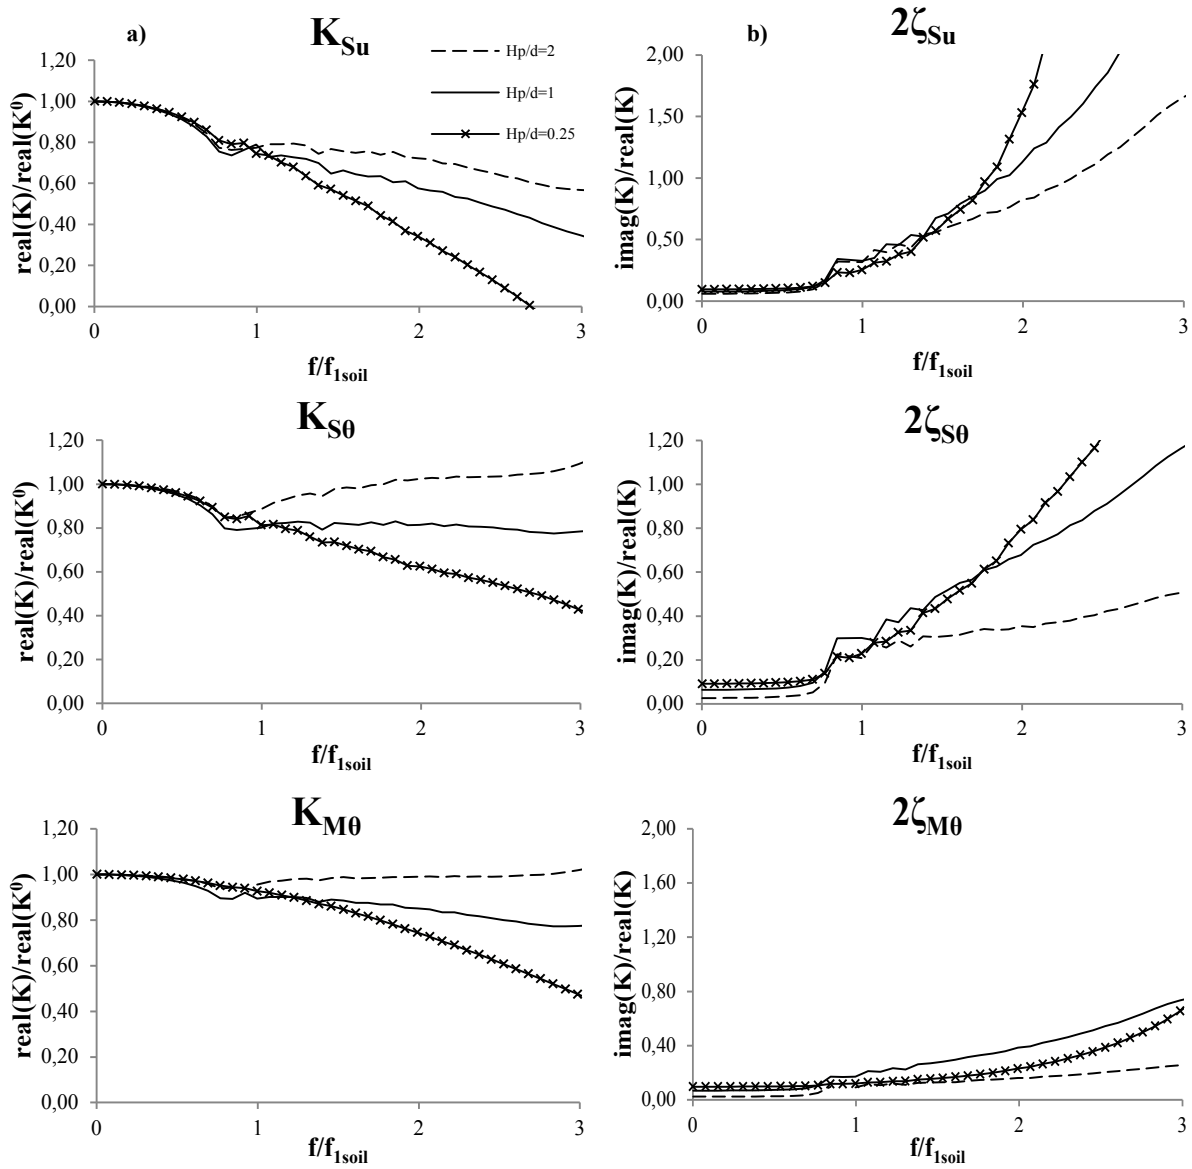 a)
K_Su
Hp/d=2
Hp/d=1
Hp/d=0.25
real(K)/real(K⁰)
1,20
1,00
0,80
0,60
0,40
0,20
0,00
0 1 2 3
f/f_1soil
b)
2ζ_Su
imag(K)/real(K)
2,00
1,50
1,00
0,50
0,00
0 1 2 3
f/f_1soil
K_Sθ
real(K)/real(K⁰)
1,20
1,00
0,80
0,60
0,40
0,20
0,00
0 1 2 3
f/f_1soil
2ζ_Sθ
imag(K)/real(K)
1,20
1,00
0,80
0,60
0,40
0,20
0,00
0 1 2 3
f/f_1soil
K_Mθ
real(K)/real(K⁰)
1,20
1,00
0,80
0,60
0,40
0,20
0,00
0 1 2 3
f/f_1soil
2ζ_Mθ
imag(K)/real(K)
2,00
1,60
1,20
0,80
0,40
0,00
0 1 2 3
f/f_1soil